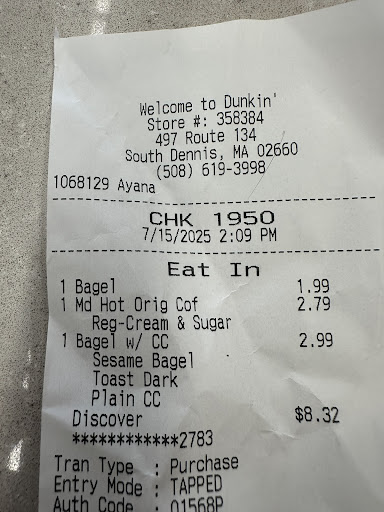 Welcome to Dunkin'
Store #: 358384
497 Route 134
South Dennis, MA 02660
(508) 619-3998
1068129 Ayana
CHK 1950
7/15/2025 2:09 PM
Eat In
1 Bagel 1.99
1 Md Hot Orig Cof 2.79
Reg-Cream & Sugar
1 Bagel w/ CC 2.99
Sesame Bagel
Toast Dark
Plain CC
Discover $8.32
************2783
Tran Type : Purchase
Entry Mode : TAPPED
Auth Code : 01568P